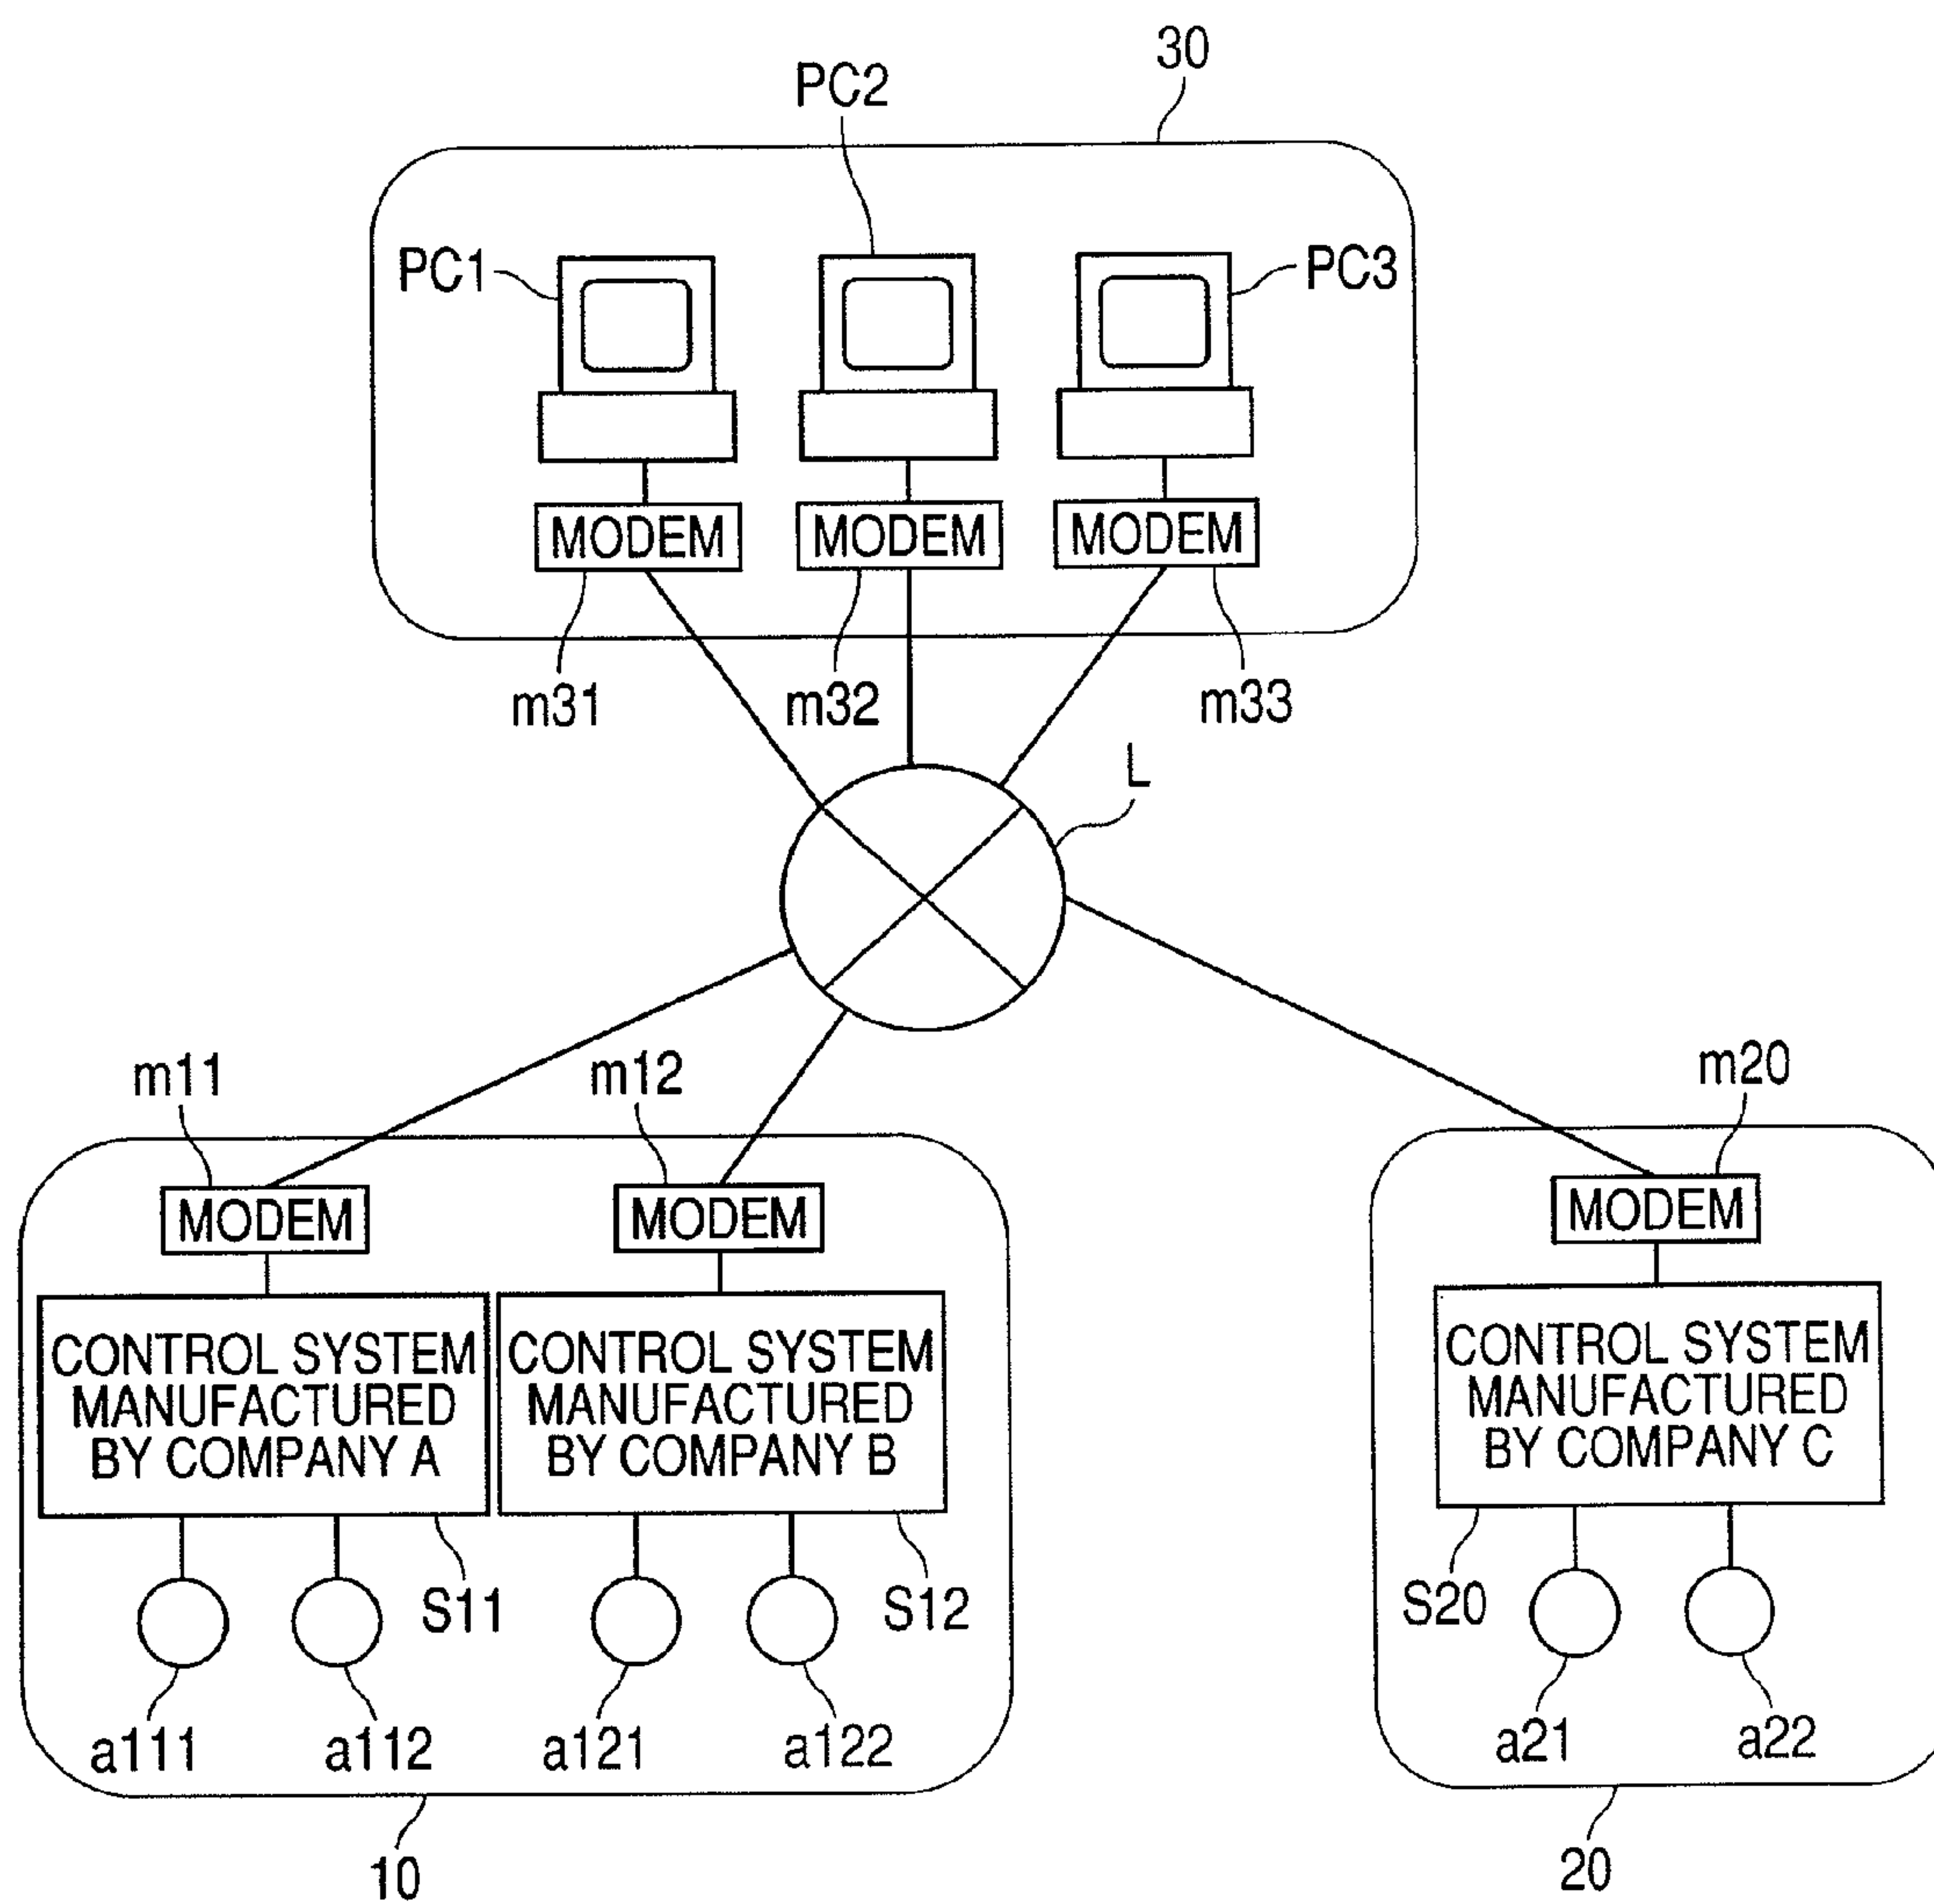 30
PC2
PC1
PC3
MODEM
MODEM
MODEM
m31
m32
m33
L
m11
m12
m20
MODEM
MODEM
MODEM
CONTROL SYSTEM
MANUFACTURED
BY COMPANY A
CONTROL SYSTEM
MANUFACTURED
BY COMPANY B
CONTROL SYSTEM
MANUFACTURED
BY COMPANY C
S11
S12
S20
a111
a112
a121
a122
a21
a22
10
20